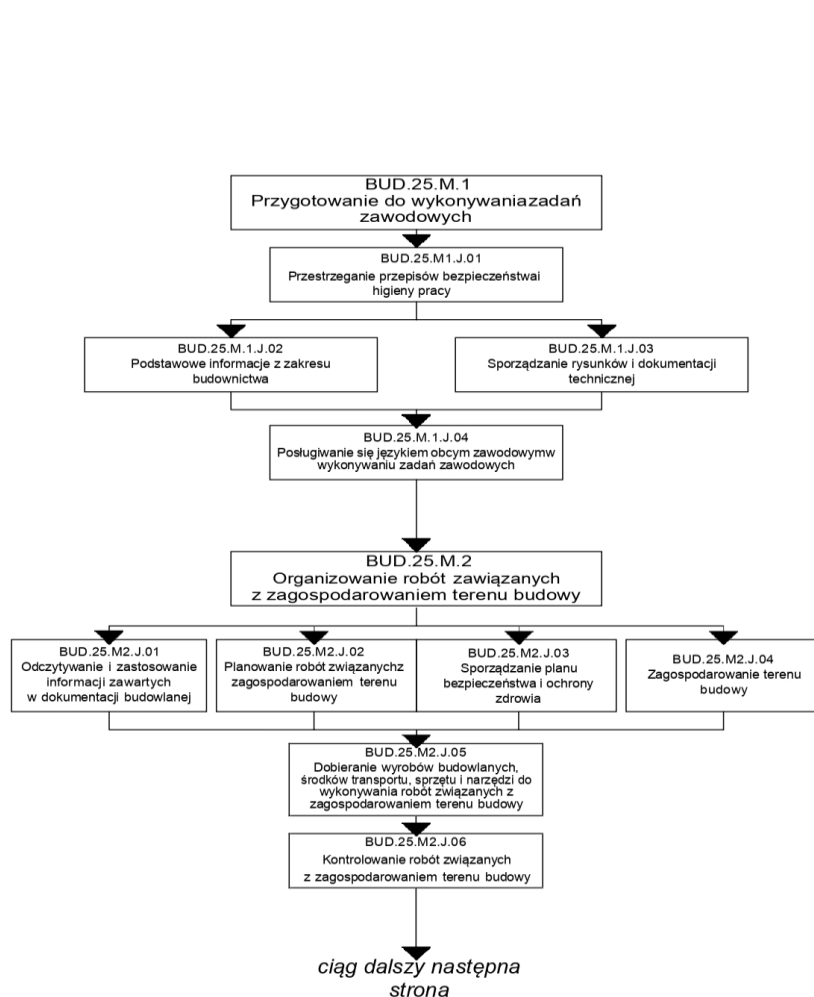 BUD.25.M.1
Przygotowanie do wykonywaniazadań
zawodowych
BUD.25.M1.J.01
Przestrzeganie przepisów bezpieczeństwai
higieny pracy
BUD.25.M.1.J.02
Podstawowe informacje z zakresu
budownictwa
BUD.25.M.1.J.03
Sporządzanie rysunków i dokumentacji
technicznej
BUD.25.M.1.J.04
Posługiwanie się językiem obcym zawodowymw
wykonywaniu zadań zawodowych
BUD.25.M.2
Organizowanie robót zawiązanych
z zagospodarowaniem terenu budowy
BUD.25.M2.J.01
Odczytywanie i zastosowanie
informacji zawartych
w dokumentacji budowlanej
BUD.25.M2.J.02
Planowanie robót związanychz
zagospodarowaniem terenu
budowy
BUD.25.M2.J.03
Sporządzanie planu
bezpieczeństwa i ochrony
zdrowia
BUD.25.M2.J.04
Zagospodarowanie terenu
budowy
BUD.25.M2.J.05
Dobieranie wyrobów budowlanych,
środków transportu, sprzętu i narzędzi do
wykonywania robót związanych z
zagospodarowaniem terenu budowy
BUD.25.M2.J.06
Kontrolowanie robót związanych
z zagospodarowaniem terenu budowy
ciąg dalszy następna
strona